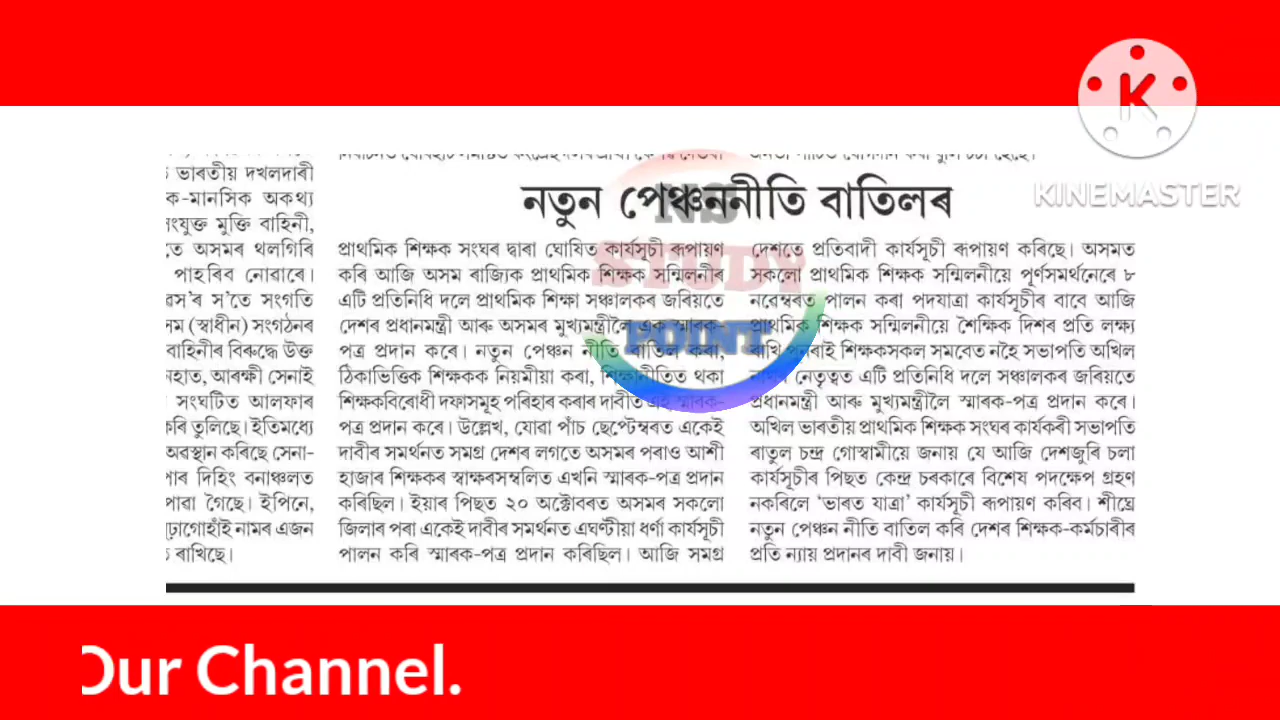 KINEMASTER
ভাৰতীয় দখলদাৰী
ক-মানসিক অকথ্য
মুক্তি বাহিনী,
অসমৰ থলগিৰি
পাহৰিব নোৱাৰে।
স'তে সংগতি
(স্বাধীন) সংগঠনৰ
বাহিনীৰ বিৰুদ্ধে উক্ত
আৰক্ষী সেনাই
সংঘটিত আলফাৰ
তুলিছে। ইতিমধ্যে
অৱস্থান কৰিছে সেনা-
দিহিং বনাঞ্চলত
গৈছে। ইপিনে,
নামৰ এজন
ৰাখিছে।
নতুন পেঞ্চননীতি বাতিলৰ
প্ৰাথমিক শিক্ষক সংঘৰ দ্বাৰা ঘোষিত কাৰ্যসূচী ৰূপায়ণ
কৰি আজি অসম ৰাজ্যিক প্ৰাথমিক শিক্ষক সন্মিলনীৰ
এটি প্ৰতিনিধি দলে প্ৰাথমিক শিক্ষা সঞ্চালকৰ জৰিয়তে
দেশৰ প্ৰধানমন্ত্ৰী আৰু অসমৰ মুখ্যমন্ত্ৰীলৈ এক স্মাৰক-
পত্ৰ প্ৰদান কৰে। নতুন পেঞ্চন নীতি বাতিল কৰা,
ঠিকাভিত্তিক শিক্ষকক নিয়মীয়া কৰা, শিক্ষানীতিত থকা
শিক্ষকবিৰোধী দফাসমূহ পৰিহাৰ কৰাৰ দাবীত এই স্মাৰক-
পত্ৰ প্ৰদান কৰে। উল্লেখ, যোৱা পাঁচ ছেপ্টেম্বৰত একেই
দাবীৰ সমৰ্থনত সমগ্ৰ দেশৰ লগতে অসমৰ পৰাও আশী
হাজাৰ শিক্ষকৰ স্বাক্ষৰসম্বলিত এখনি স্মাৰক-পত্ৰ প্ৰদান
কৰিছিল। ইয়াৰ পিছত ২০ অক্টোবৰত অসমৰ সকলো
জিলাৰ পৰা একেই দাবীৰ সমৰ্থনত এঘণ্টীয়া ধৰ্ণা কাৰ্যসূচী
পালন কৰি স্মাৰক-পত্ৰ প্ৰদান কৰিছিল। আজি সমগ্ৰ
দেশতে প্ৰতিবাদী কাৰ্যসূচী ৰূপায়ণ কৰিছে। অসমত
সকলো প্ৰাথমিক শিক্ষক সন্মিলনীয়ে পূৰ্ণসমৰ্থনেৰে ৮
নৱেম্বৰত পালন কৰা পদযাত্ৰা কাৰ্যসূচীৰ বাবে আজি
প্ৰাথমিক শিক্ষক সন্মিলনীয়ে শৈক্ষিক দিশৰ প্ৰতি লক্ষ্য
ৰাখি পুনৰাই শিক্ষকসকল সমবেত নহৈ সভাপতি অখিল
নাথৰ নেতৃত্বত এটি প্ৰতিনিধি দলে সঞ্চালকৰ জৰিয়তে
প্ৰধানমন্ত্ৰী আৰু মুখ্যমন্ত্ৰীলৈ স্মাৰক-পত্ৰ প্ৰদান কৰে।
অখিল ভাৰতীয় প্ৰাথমিক শিক্ষক সংঘৰ কাৰ্যকৰী সভাপতি
ৰাতুল চন্দ্ৰ গোস্বামীয়ে জনায় যে আজি দেশজুৰি চলা
কাৰ্যসূচীৰ পিছত কেন্দ্ৰ চৰকাৰে বিশেষ পদক্ষেপ গ্ৰহণ
নকৰিলে ‘ভাৰত যাত্ৰা’ কাৰ্যসূচী ৰূপায়ণ কৰিব। শীঘ্ৰে
নতুন পেঞ্চন নীতি বাতিল কৰি দেশৰ শিক্ষক-কৰ্মচাৰীৰ
প্ৰতি ন্যায় প্ৰদানৰ দাবী জনায়।
NS
STUDY
POINT
Our Channel.